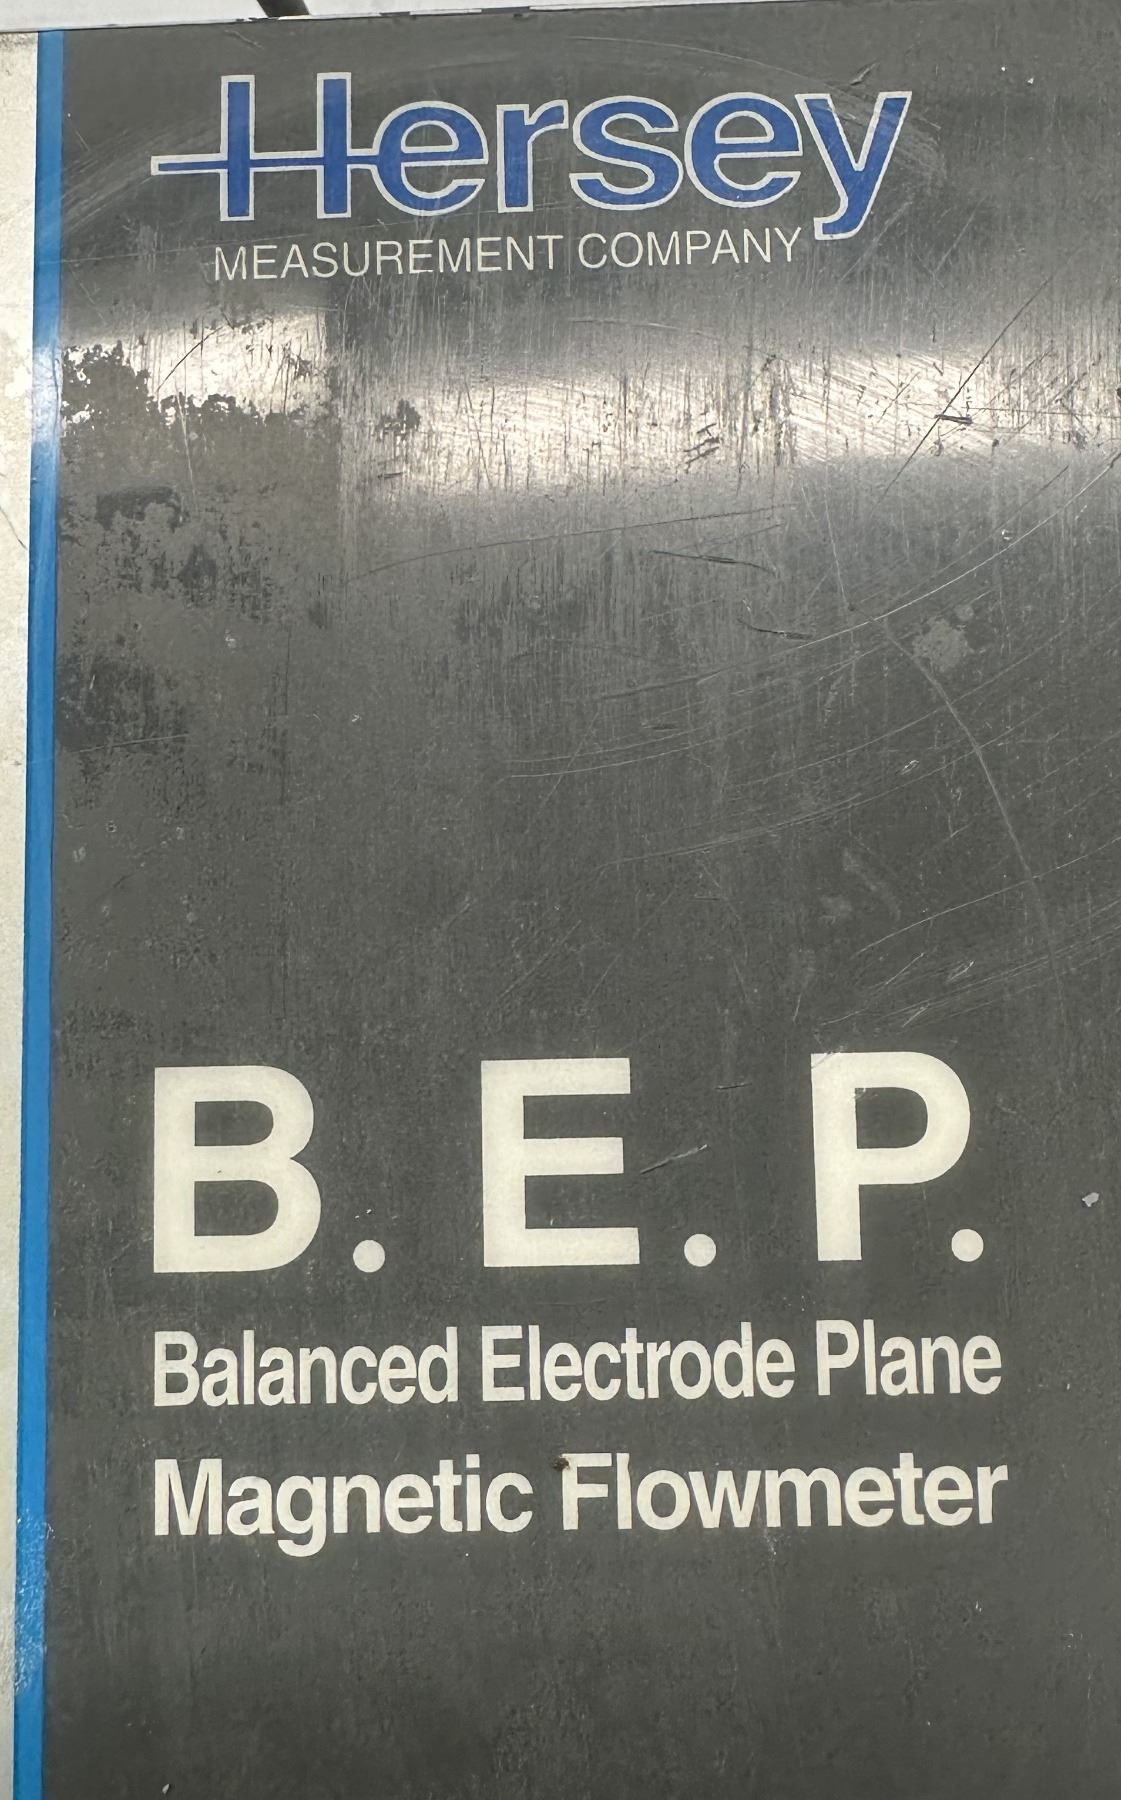 Hersey
MEASUREMENT COMPANY
B. E. P.
Balanced Electrode Plane
Magnetic Flowmeter